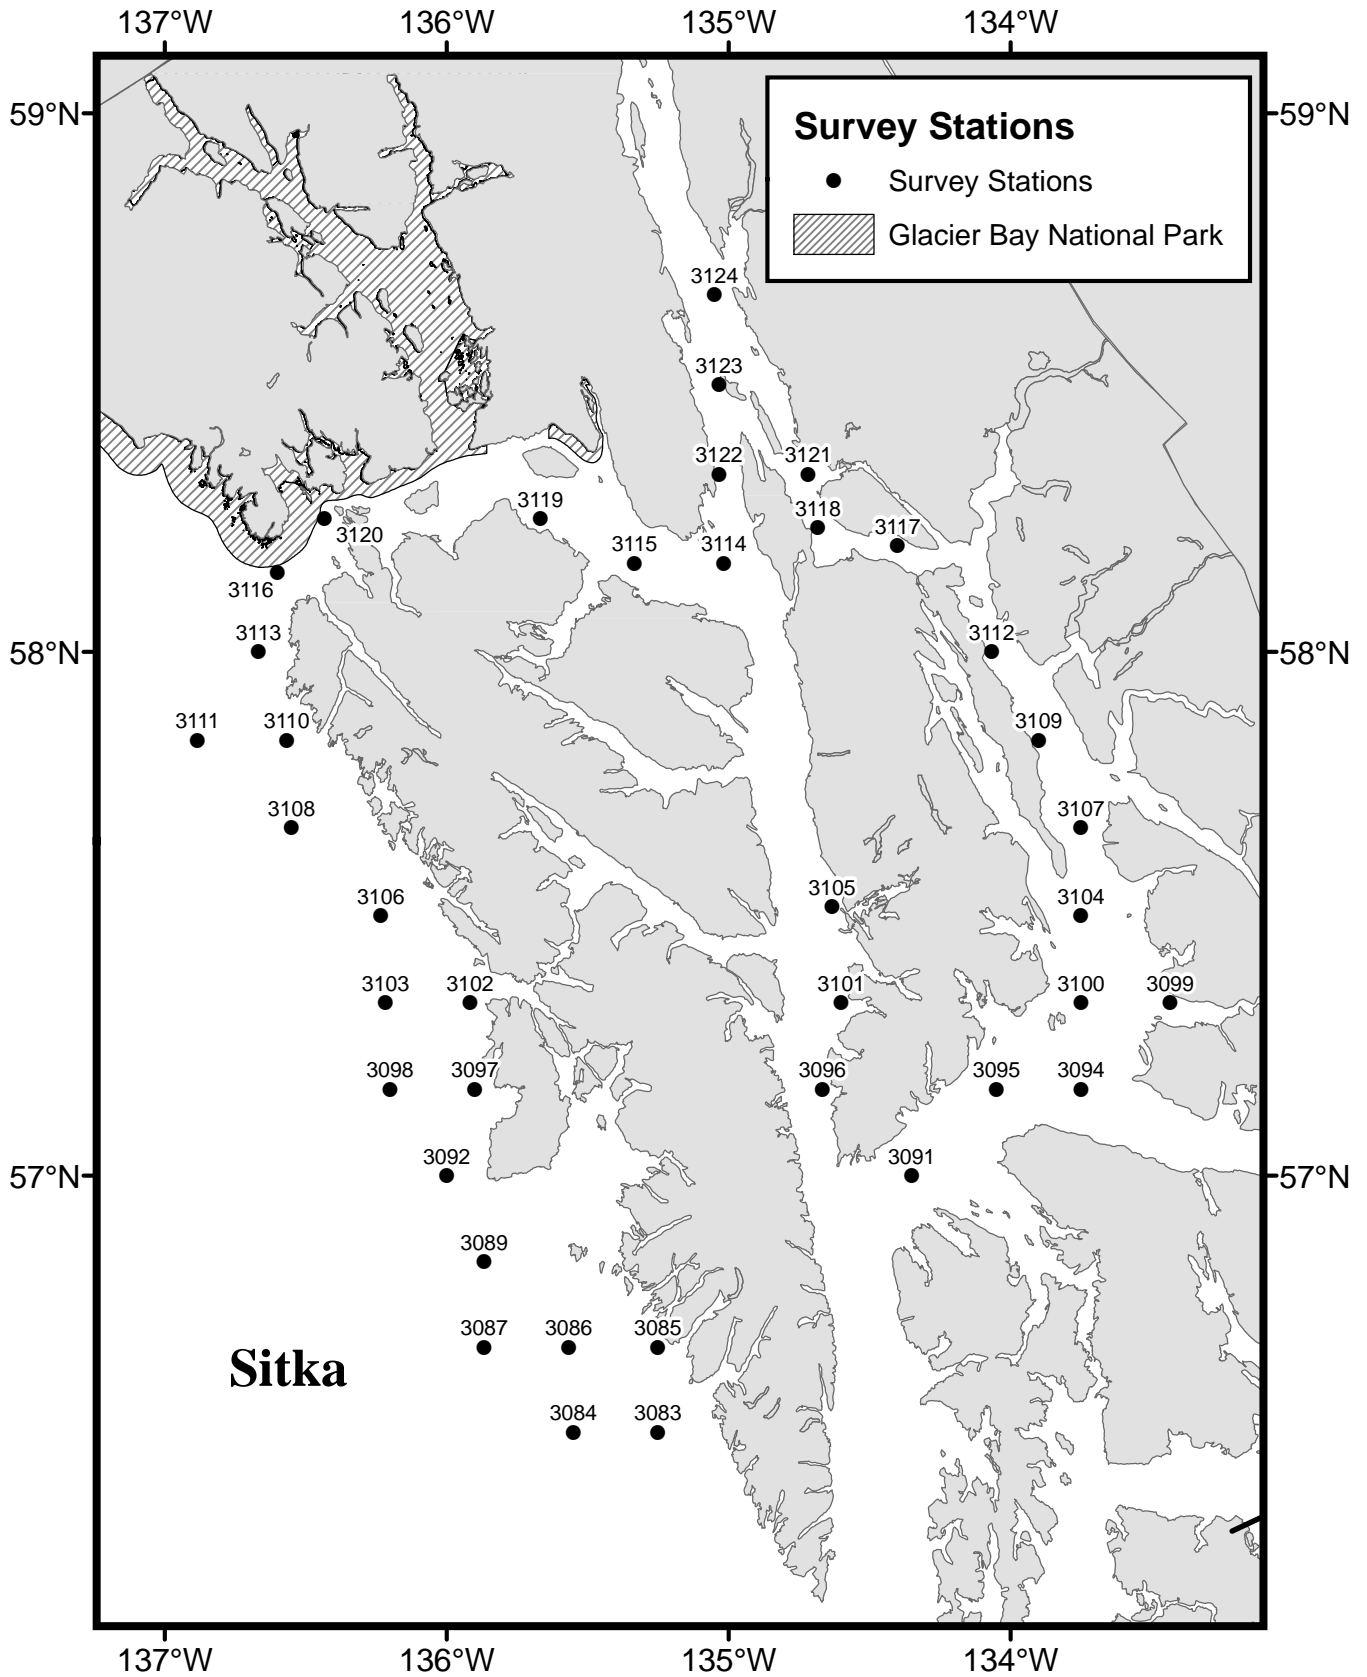 137°W 136°W 135°W 134°W
59°N 59°N
Survey Stations
Survey Stations
Glacier Bay National Park
3124
3123
3122 3121
3119 3118
3120 3117
3115 3114
3116
3113 3112
3111 3110 3109
3108 3107
3106 3105 3104
3103 3102 3101 3100 3099
3098 3097 3096 3095 3094
3092 3091
3089
3087 3086 3085
3084 3083
58°N 58°N
57°N 57°N
Sitka
137°W 136°W 135°W 134°W